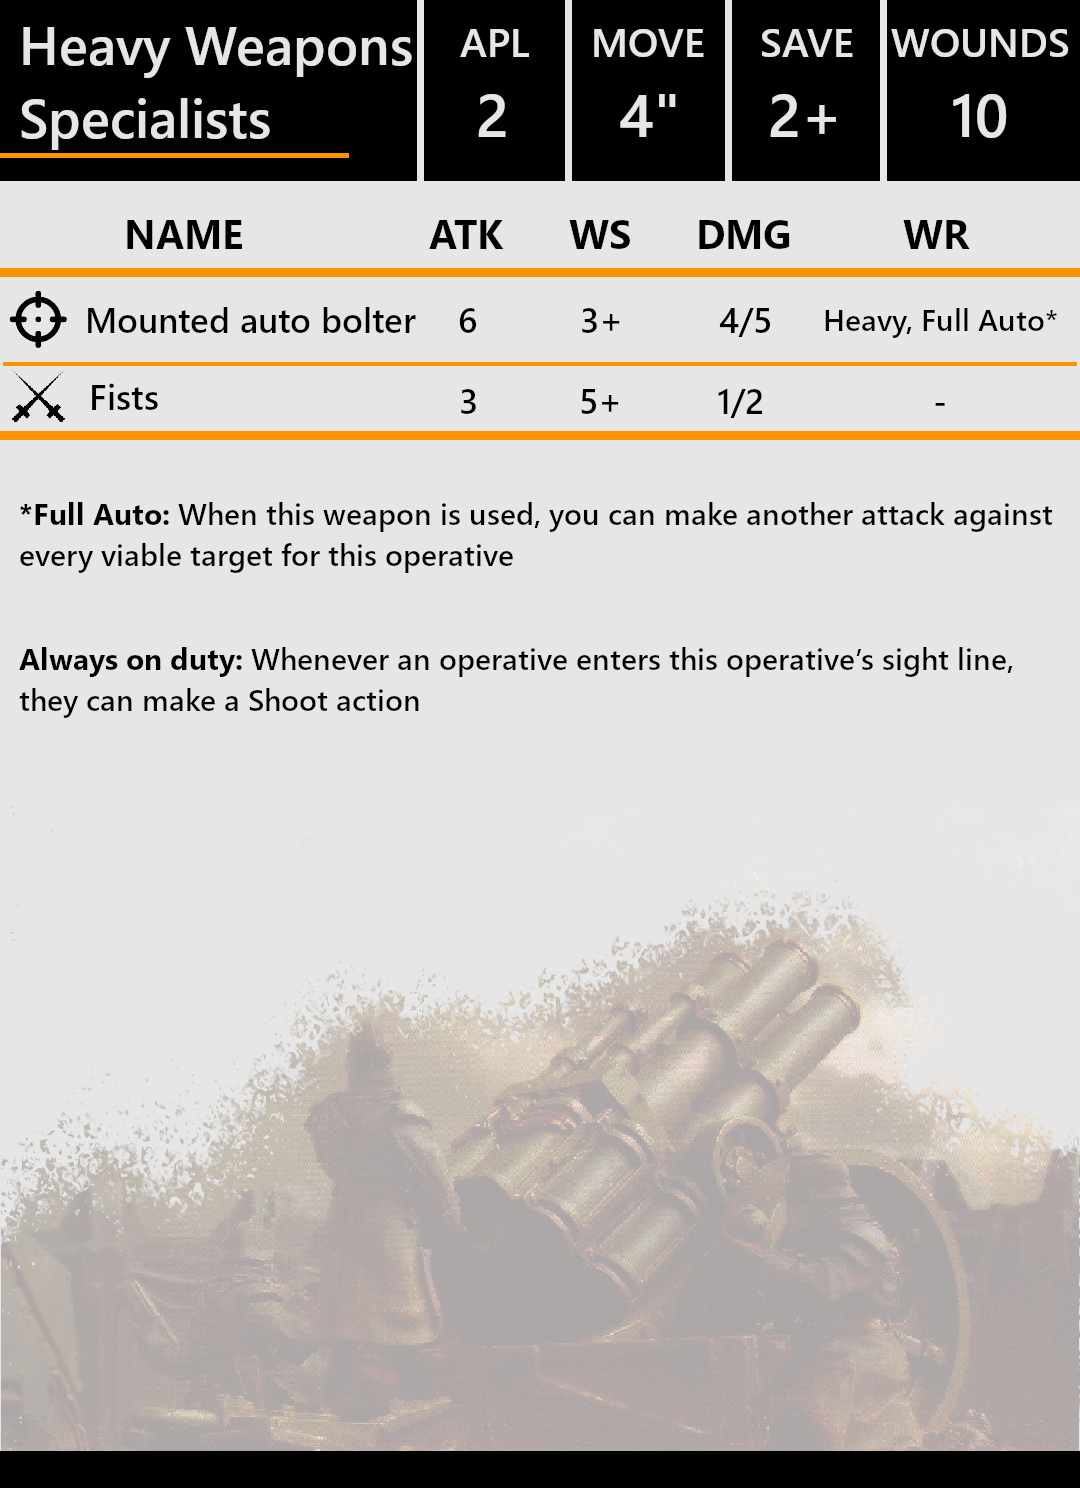 Heavy Weapons
Specialists
APL
2
MOVE
4"
SAVE
2+
WOUNDS
10
NAME ATK WS DMG WR
Mounted auto bolter 6 3+ 4/5 Heavy, Full Auto*
Fists 3 5+ 1/2 -
*Full Auto: When this weapon is used, you can make another attack against
every viable target for this operative
Always on duty: Whenever an operative enters this operative’s sight line,
they can make a Shoot action